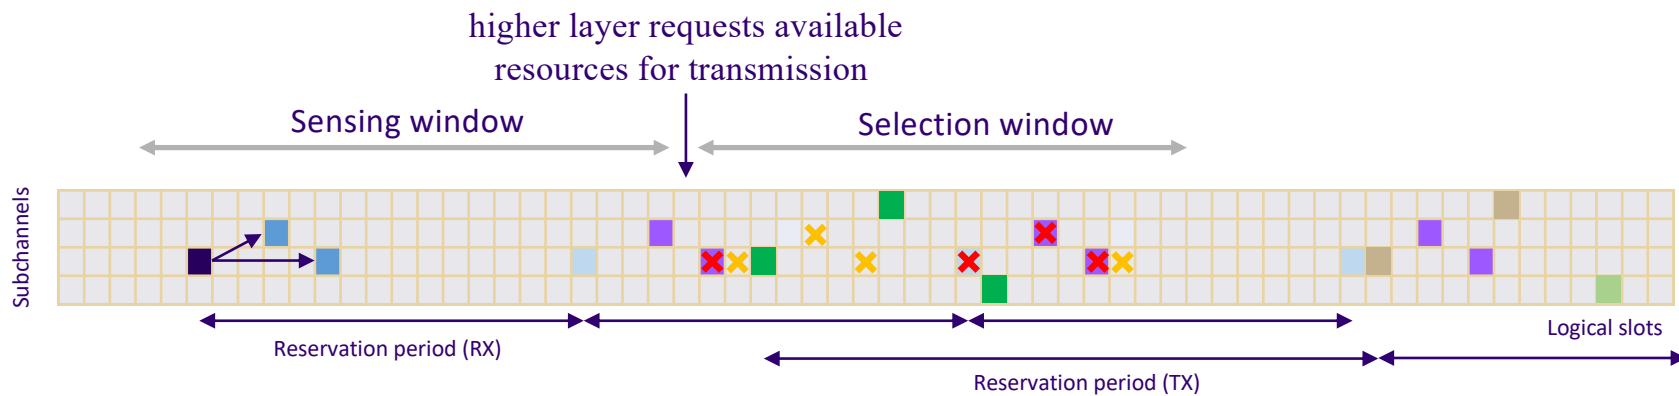 higher layer requests available
resources for transmission
Sensing window
Selection window
Subchannels
Logical slots
Reservation period (RX)
Reservation period (TX)